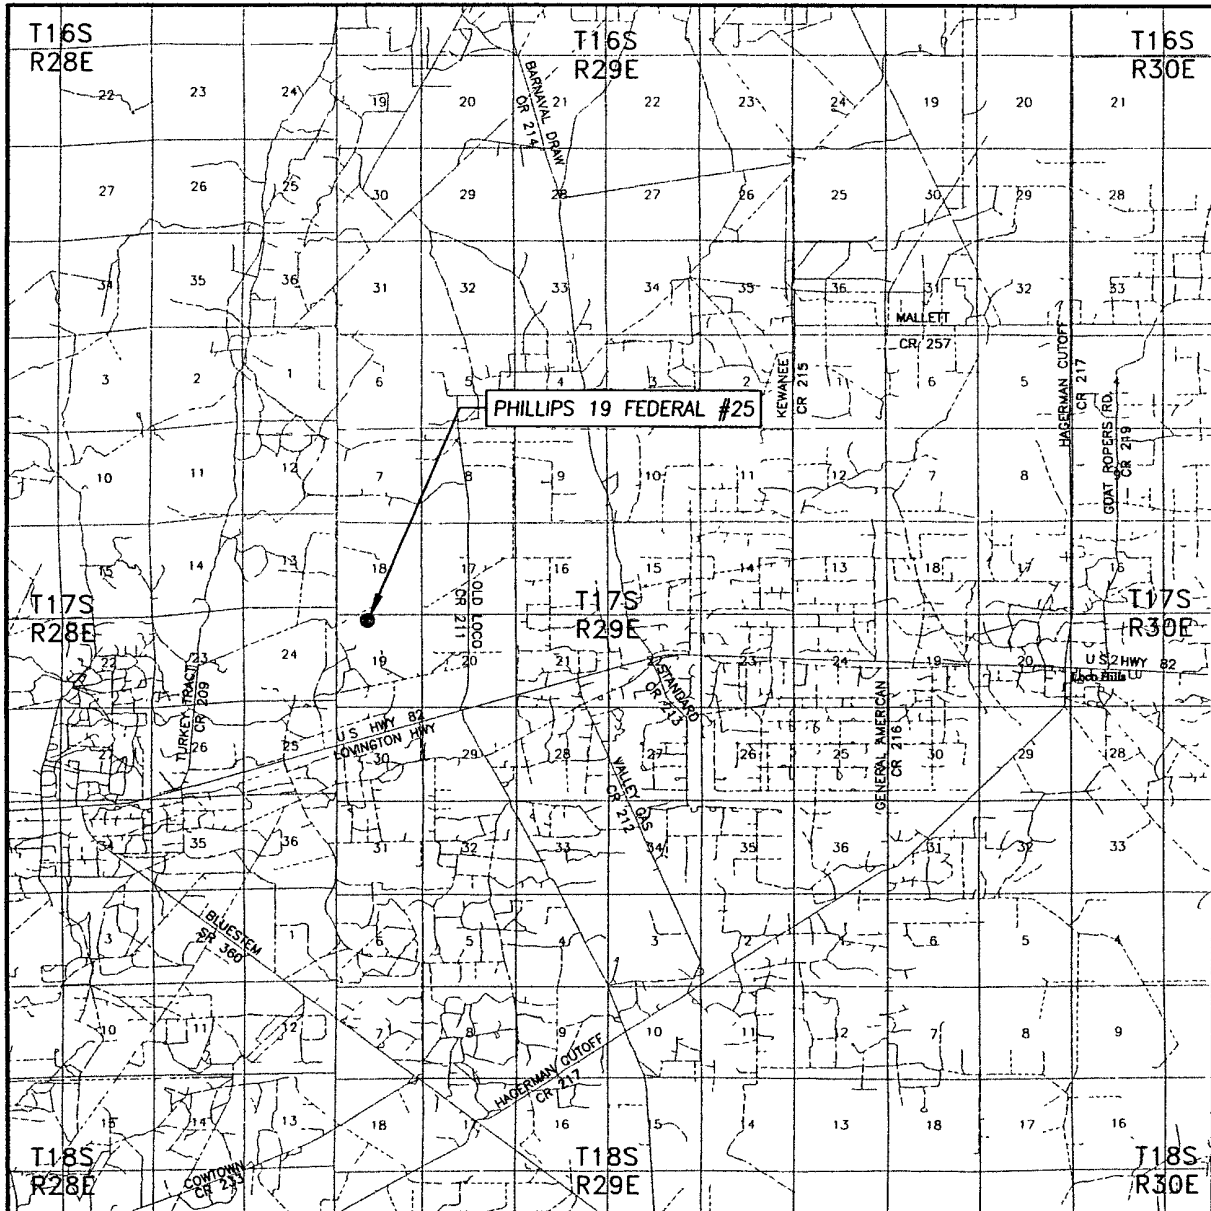 T16S
R28E
T16S
R29E
T16S
R30E
22 23 24 19 20 21 22 23 24 19 20 21
BARNAVAL DRAW
CR 214
27 26 25 30 29 28 27 26 25 30 29 28
34 35 36 31 32 33 34 35 36 31 32 33
MALLETT
CR 257
HAGERMAN CUTOFF
CR 217
KEWANEE
CR 215
3 2 1 6 5 4 3 2 1 6 5 4
PHILLIPS 19 FEDERAL #25
GOAT ROPERS RD.
CR 219
10 11 12 7 8 9 10 11 12 7 8 9
15 14 13 18 17 16 15 14 13 18 17 16
OLD LOCO
CR 211
T17S
R28E
T17S
R29E
T17S
R30E
22 23 24 19 20 21 22 23 24 19 20
U S HWY 82
Loco Hills
TURKEY TRACK
CR 209
STANDARD
CR 213
GENERAL AMERICAN
CR 216
U S HWY 82
LOVINGTON HWY
27 26 25 30 29 28 27 26 25 30 29 28
VALLEY GAS
CR 212
34 35 36 31 32 33 34 35 36 31 32 33
BLUESTEM
SR 360
3 2 1 6 5 4 3 2 1 6 5 4
10 11 12 7 8 9 10 11 12 7 8 9
HAGERMAN CUTOFF
CR 217
15 14 13 18 17 16 15 14 13 18 17 16
T18S
R28E
COWTOWN
CR 233
T18S
R29E
T18S
R30E